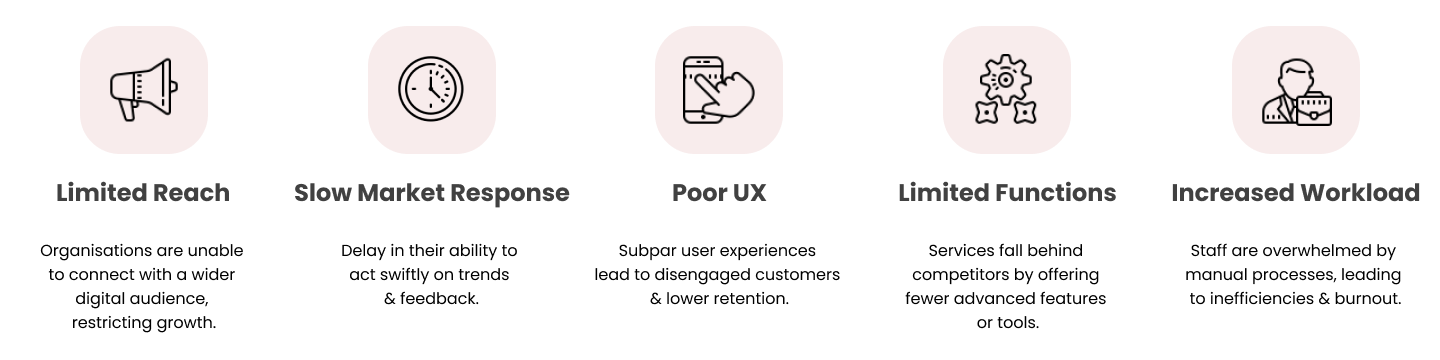 Limited Reach
Organisations are unable
to connect with a wider
digital audience,
restricting growth.
Slow Market Response
Delay in their ability to
act swiftly on trends
& feedback.
Poor UX
Subpar user experiences
lead to disengaged customers
& lower retention.
Limited Functions
Services fall behind
competitors by offering
fewer advanced features
or tools.
Increased Workload
Staff are overwhelmed by
manual processes, leading
to inefficiencies & burnout.